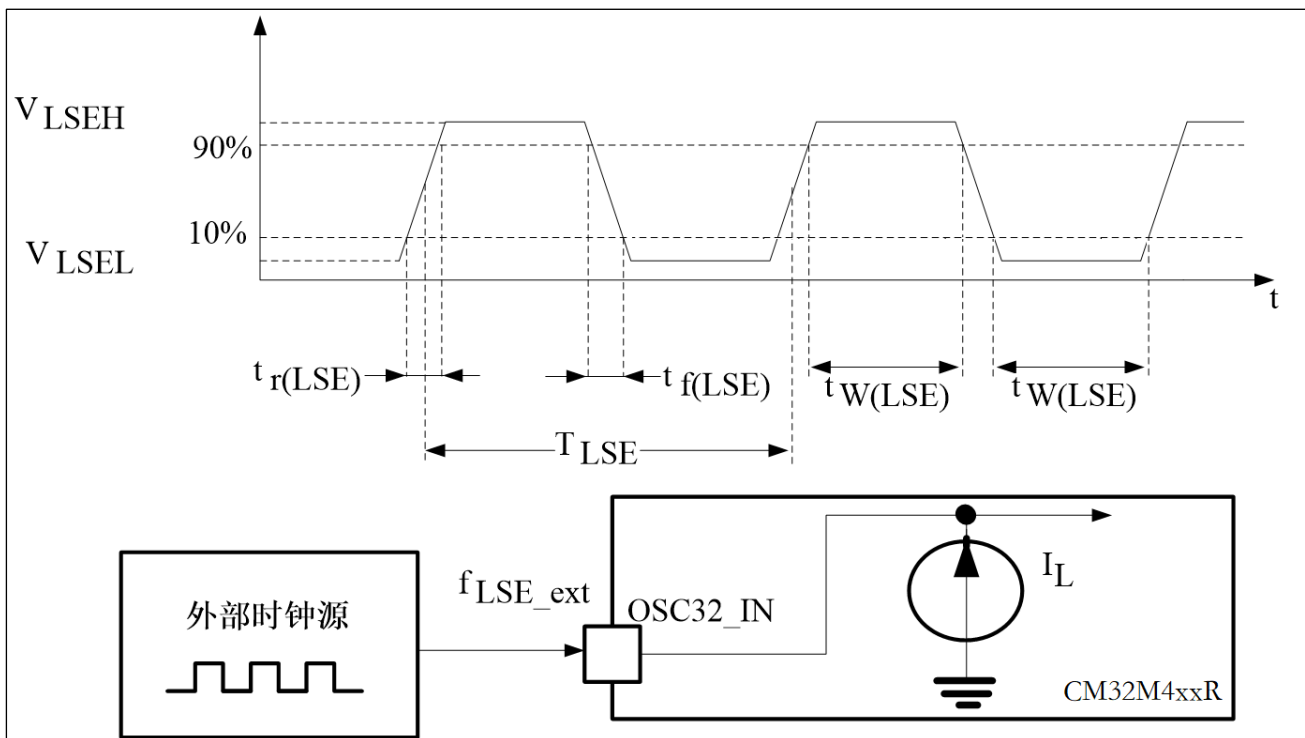 V LSEH
90%
10%
V LSEL
t
t r(LSE)
t f(LSE)
t W(LSE)
t W(LSE)
T LSE
外部时钟源
f LSE_ext
OSC32_IN
I L
CM32M4xxR